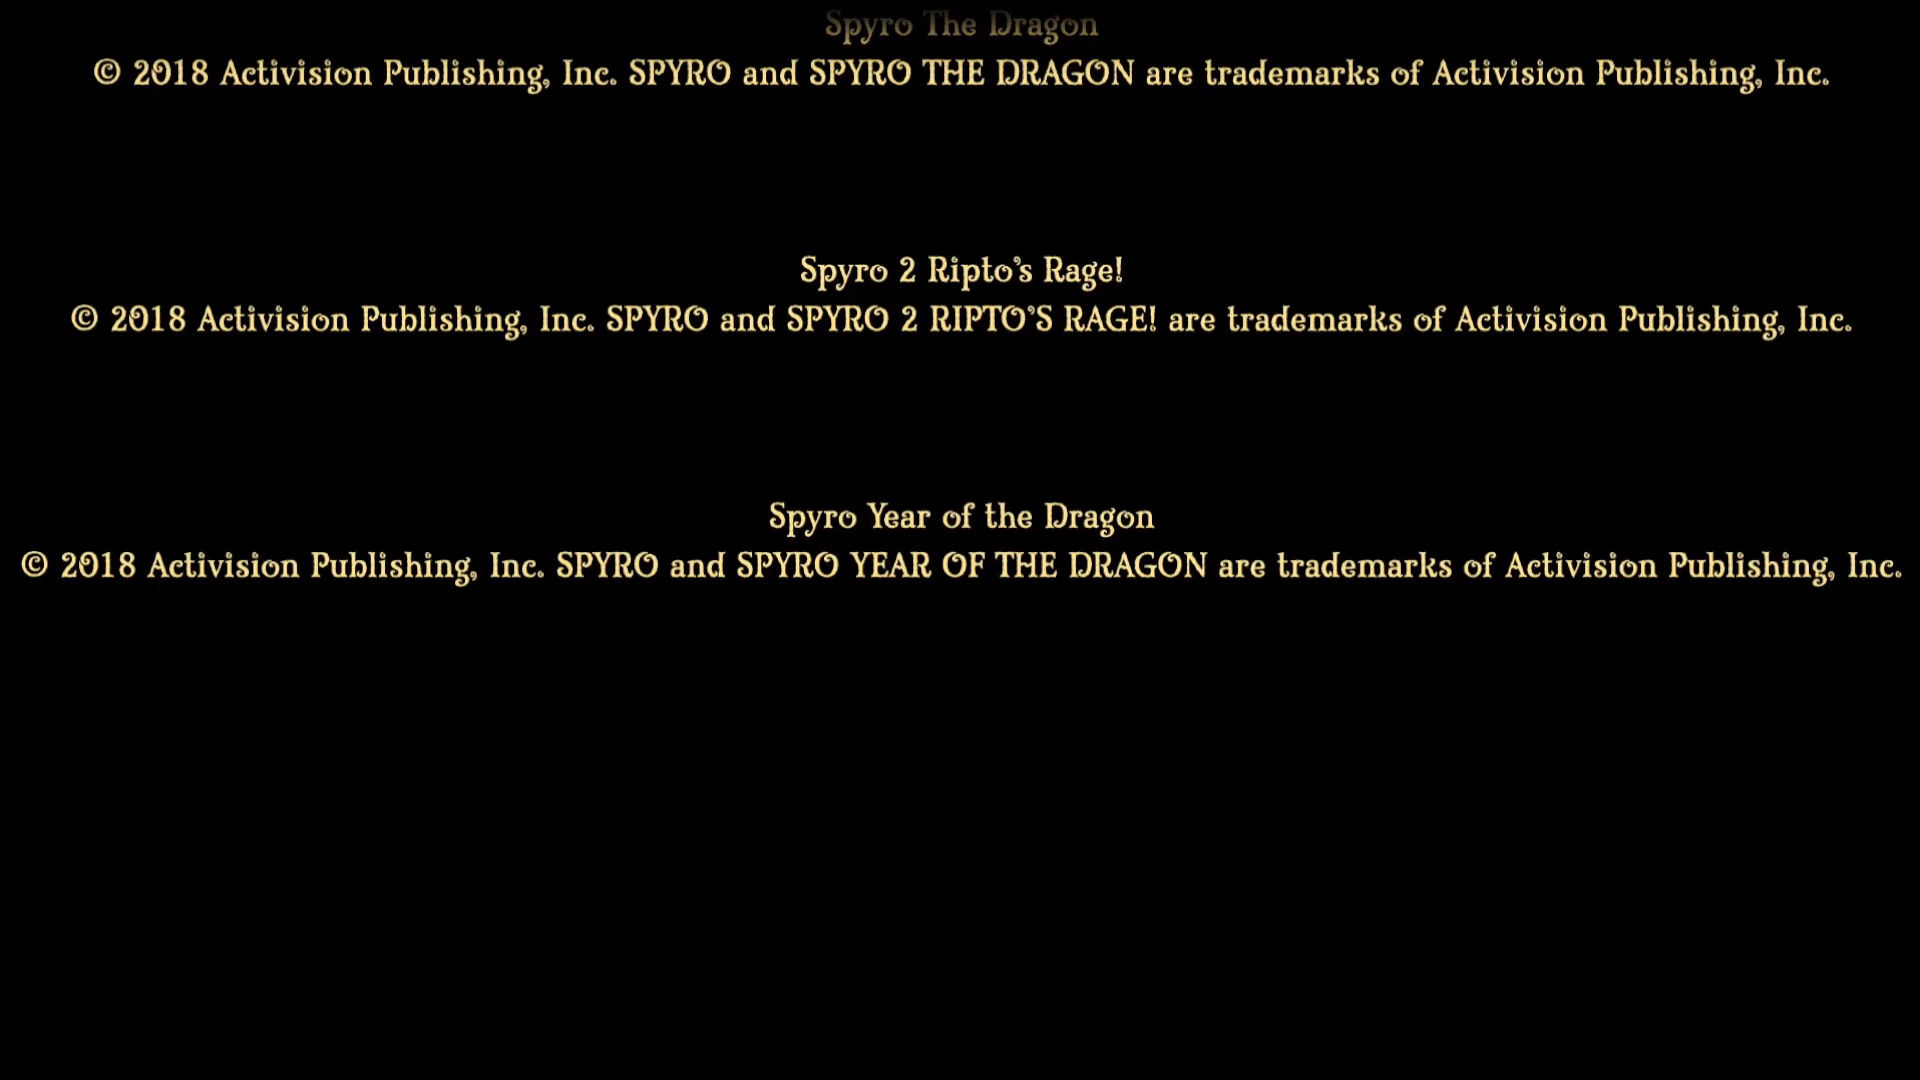 Spyro The Dragon
© 2018 Activision Publishing, Inc. SPYRO and SPYRO THE DRAGON are trademarks of Activision Publishing, Inc.
Spyro 2 Ripto’s Rage!
© 2018 Activision Publishing, Inc. SPYRO and SPYRO 2 RIPTO’S RAGE! are trademarks of Activision Publishing, Inc.
Spyro Year of the Dragon
© 2018 Activision Publishing, Inc. SPYRO and SPYRO YEAR OF THE DRAGON are trademarks of Activision Publishing, Inc.